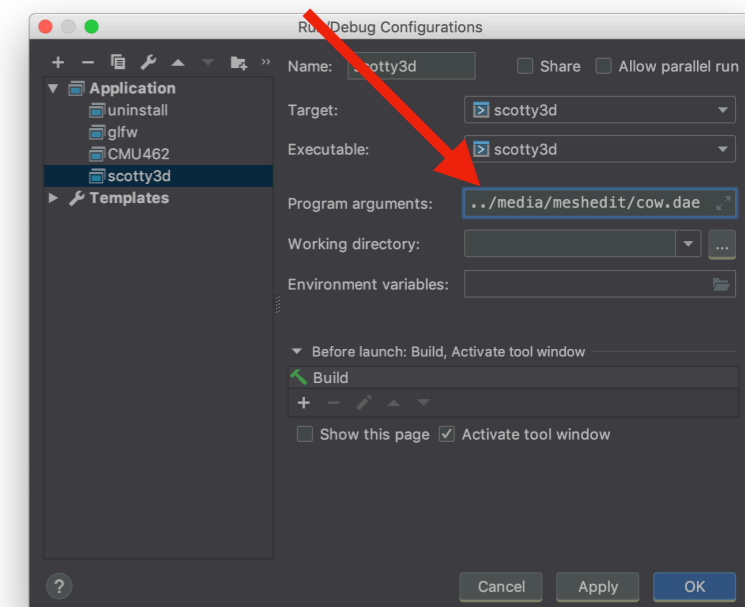 Run/Debug Configurations
Name: scotty3d Share Allow parallel run
Application
uninstall
glfw
CMU462
scotty3d
Templates
Target: scotty3d
Executable: scotty3d
Program arguments: ../media/meshedit/cow.dae
Working directory: ...
Environment variables:
Before launch: Build, Activate tool window
Build
Show this page Activate tool window
? Cancel Apply OK